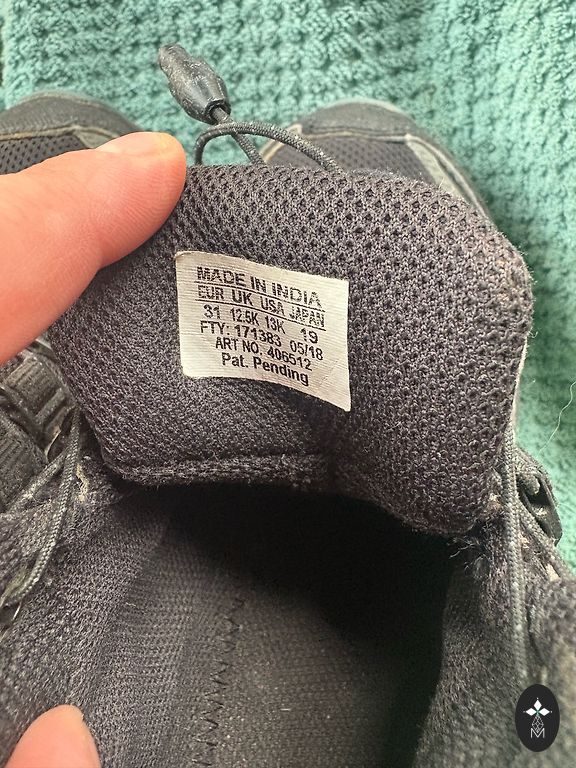 MADE IN INDIA
EUR UK USA JAPAN
31 12.5K 13K 19
FTY: 171383 05/18
ART NO. 406512
Pat. Pending
M